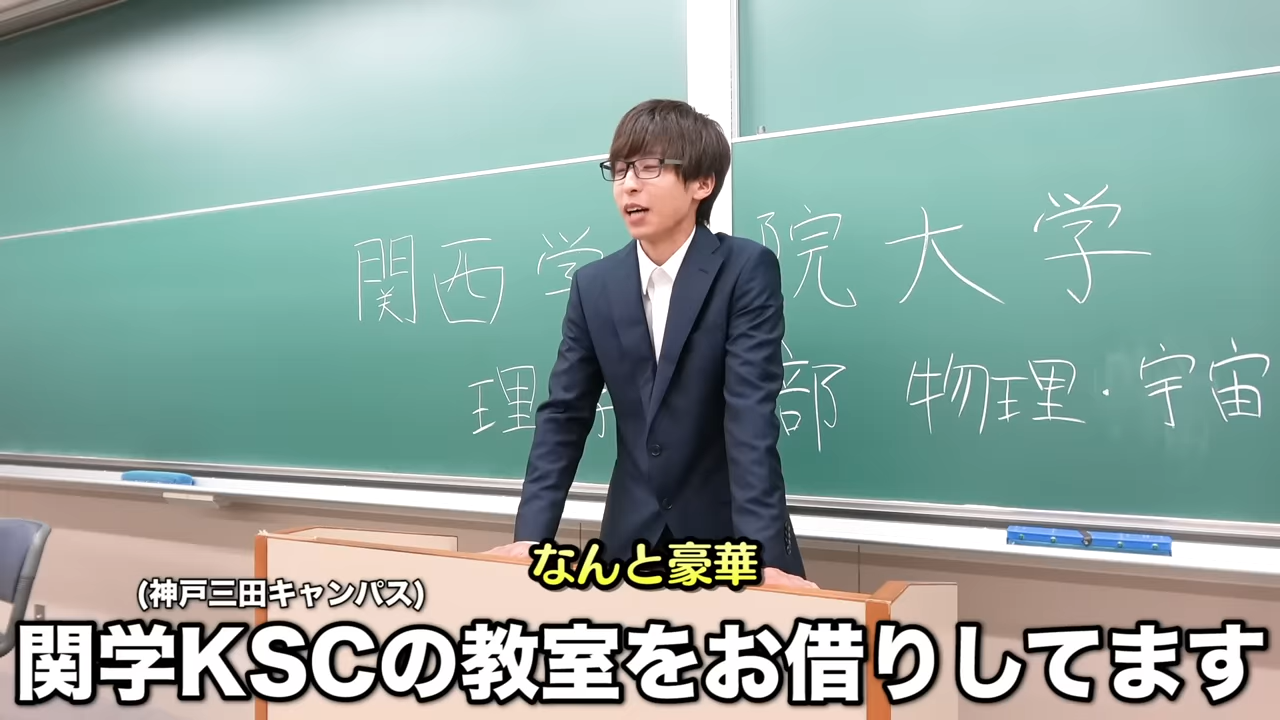 関西学院大学
理学部 物理・宇宙
なんと豪華
(神戸三田キャンパス)
関学KSCの教室をお借りしてます